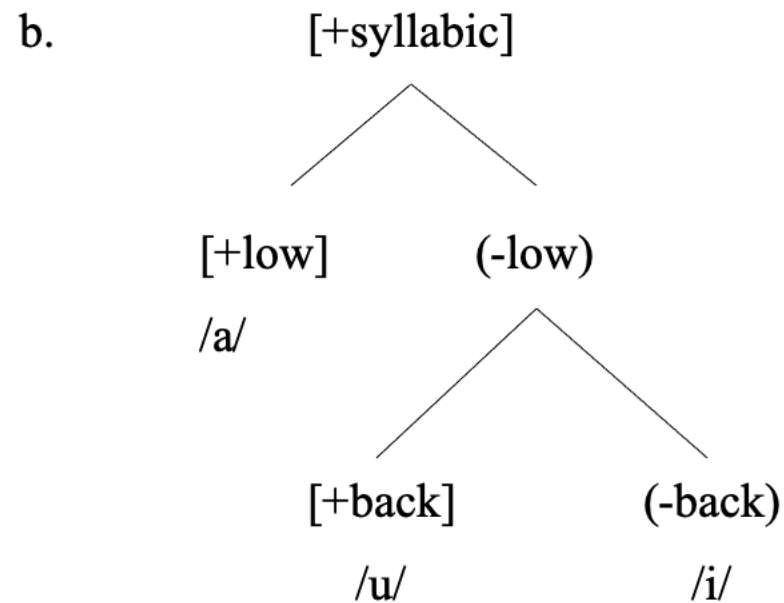 b. [+syllabic]
[+low] (-low)
/a/
[+back] (-back)
/u/ /i/